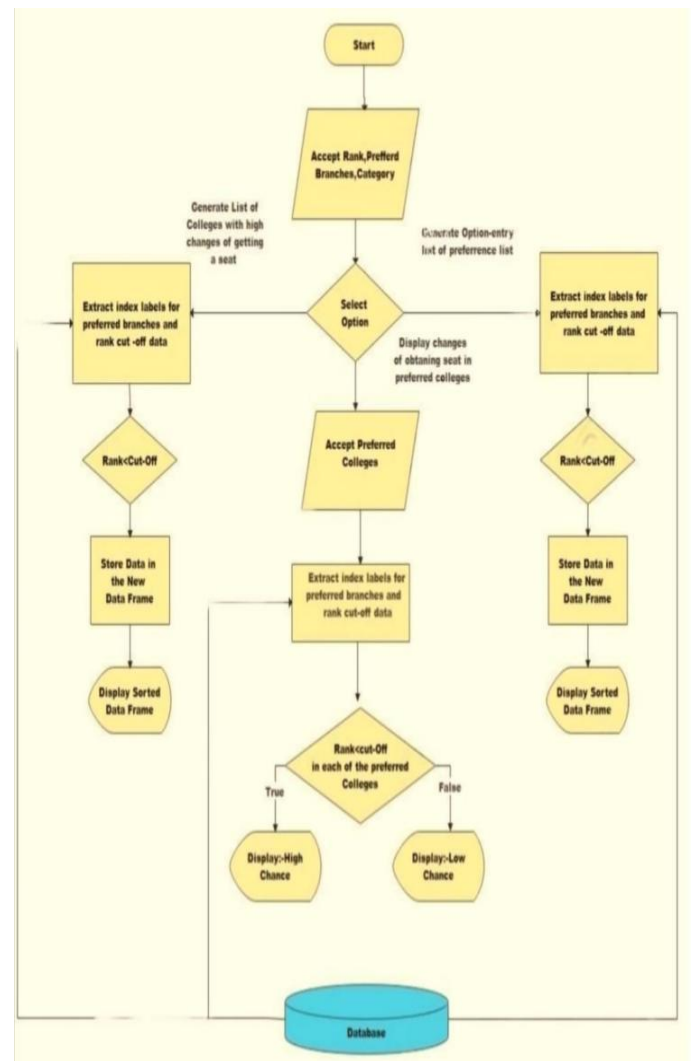 Start
Accept Rank,Prefferd
Branches,Category
Generate List of
Colleges with high
changes of getting
a seat
Generate Option-entry
list of preferrence list
Extract index labels for
preferred branches and
rank cut -off data
Select
Option
Extract index labels for
preferred branches and
rank cut-off data
Display changes
of obtaning seat in
preferred colleges
Rank<Cut-Off
Accept Preferred
Colleges
Rank<Cut-Off
Store Data in
the New
Data Frame
Extract index labels for
preferred branches and
rank cut-off data
Store Data in
the New
Data Frame
Display Sorted
Data Frame
Display Sorted
Data Frame
Rank<cut-Off
in each of the preferred
Colleges
True
False
Display:-High
Chance
Display:-Low
Chance
Database